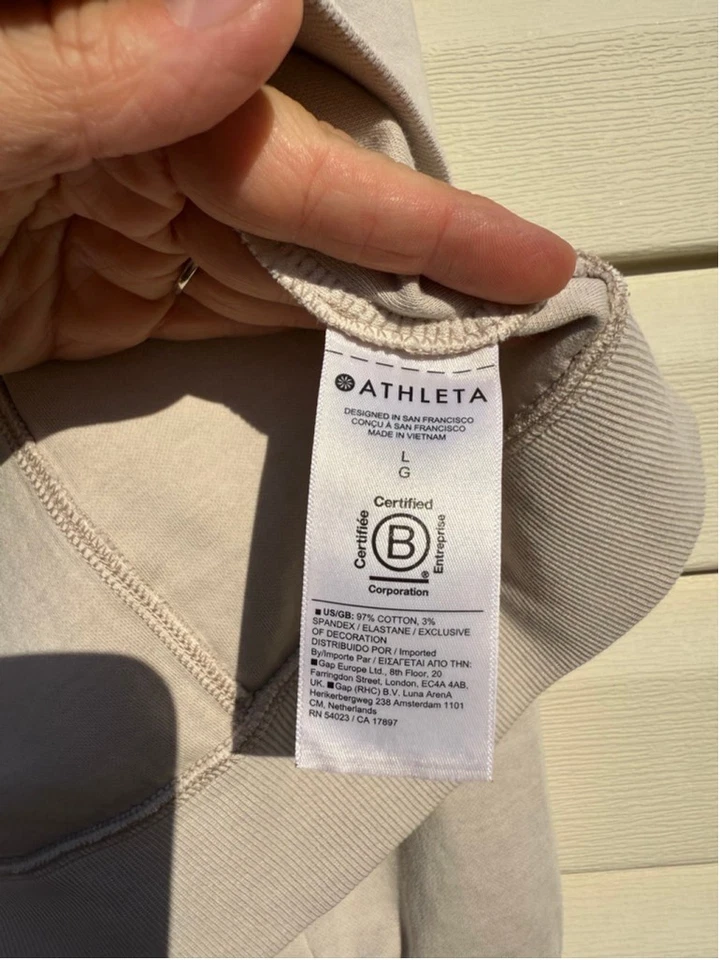 ATHLETA
DESIGNED IN SAN FRANCISCO
CONÇU À SAN FRANCISCO
MADE IN VIETNAM
L
G
Certified
Certifiée
B
Entreprise
®
Corporation
■ US/GB: 97% COTTON, 3%
SPANDEX / ELASTANE / EXCLUSIVE
OF DECORATION
DISTRIBUIDO POR / Imported
By/Importe Par / ΕΙΣΑΓΕΤΑΙ ΑΠΟ ΤΗΝ:
■Gap Europe Ltd., 8th Floor, 20
Farringdon Street, London, EC4A 4AB,
UK. ■Gap (RHC) B.V. Luna ArenA
Herikerbergweg 238 Amsterdam 1101
CM, Netherlands
RN 54023 / CA 17897